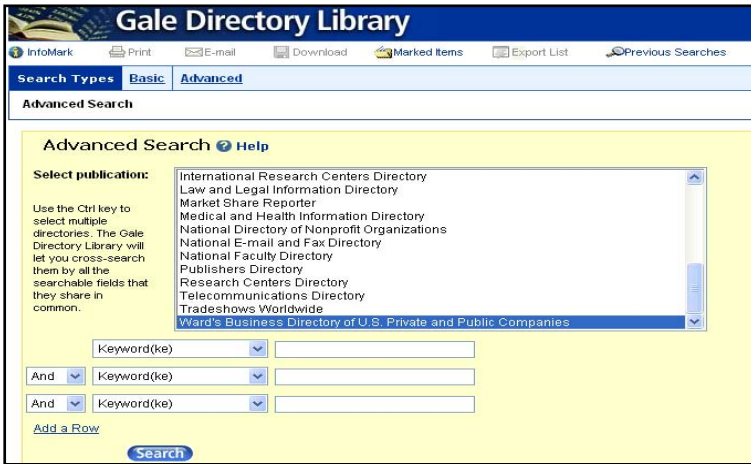 Gale Directory Library
InfoMark Print E-mail Download Marked Items Export List Previous Searches
Search Types Basic Advanced
Advanced Search
Advanced Search ? Help
Select publication:
Use the Ctrl key to
select multiple
directories. The Gale
Directory Library will
let you cross-search
them by all the
searchable fields that
they share in
common.
International Research Centers Directory
Law and Legal Information Directory
Market Share Reporter
Medical and Health Information Directory
National Directory of Nonprofit Organizations
National E-mail and Fax Directory
National Faculty Directory
Publishers Directory
Research Centers Directory
Telecommunications Directory
Tradeshows Worldwide
Ward's Business Directory of U.S. Private and Public Companies
Keyword(ke)
And Keyword(ke)
And Keyword(ke)
Add a Row
Search